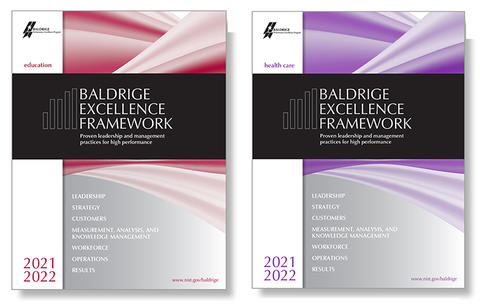 BALDRIGE
education
BALDRIGE
EXCELLENCE
FRAMEWORK
Proven leadership and management
practices for high performance
LEADERSHIP
STRATEGY
CUSTOMERS
MEASUREMENT, ANALYSIS, AND
KNOWLEDGE MANAGEMENT
WORKFORCE
OPERATIONS
RESULTS
2021
2022
www.nist.gov/baldrige
BALDRIGE
health care
BALDRIGE
EXCELLENCE
FRAMEWORK
Proven leadership and management
practices for high performance
LEADERSHIP
STRATEGY
CUSTOMERS
MEASUREMENT, ANALYSIS, AND
KNOWLEDGE MANAGEMENT
WORKFORCE
OPERATIONS
RESULTS
2021
2022
www.nist.gov/baldrige